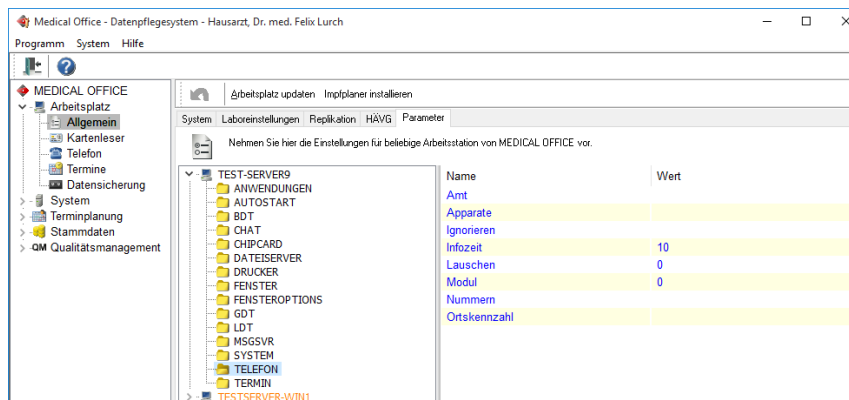 Medical Office - Datenpflegesystem - Hausarzt, Dr. med. Felix Lurch
Programm System Hilfe
MEDICAL OFFICE
Arbeitsplatz
Allgemein
Kartenleser
Telefon
Termine
Datensicherung
System
Terminplanung
Stammdaten
QM Qualitätsmanagement
Arbeitsplatz updaten Impfplaner installieren
System Laboreinstellungen Replikation HÄVG Parameter
Nehmen Sie hier die Einstellungen für beliebige Arbeitsstation von MEDICAL OFFICE vor.
TEST-SERVER9
ANWENDUNGEN
AUTOSTART
BDT
CHAT
CHIPCARD
DATEISERVER
DRUCKER
FENSTER
FENSTEROPTIONS
GDT
LDT
MSGSVR
SYSTEM
TELEFON
TERMIN
TESTSERVER-WIN1
Name Wert
Amt
Apparate
Ignorieren
Infozeit 10
Lauschen 0
Modul 0
Nummern
Ortskennzahl